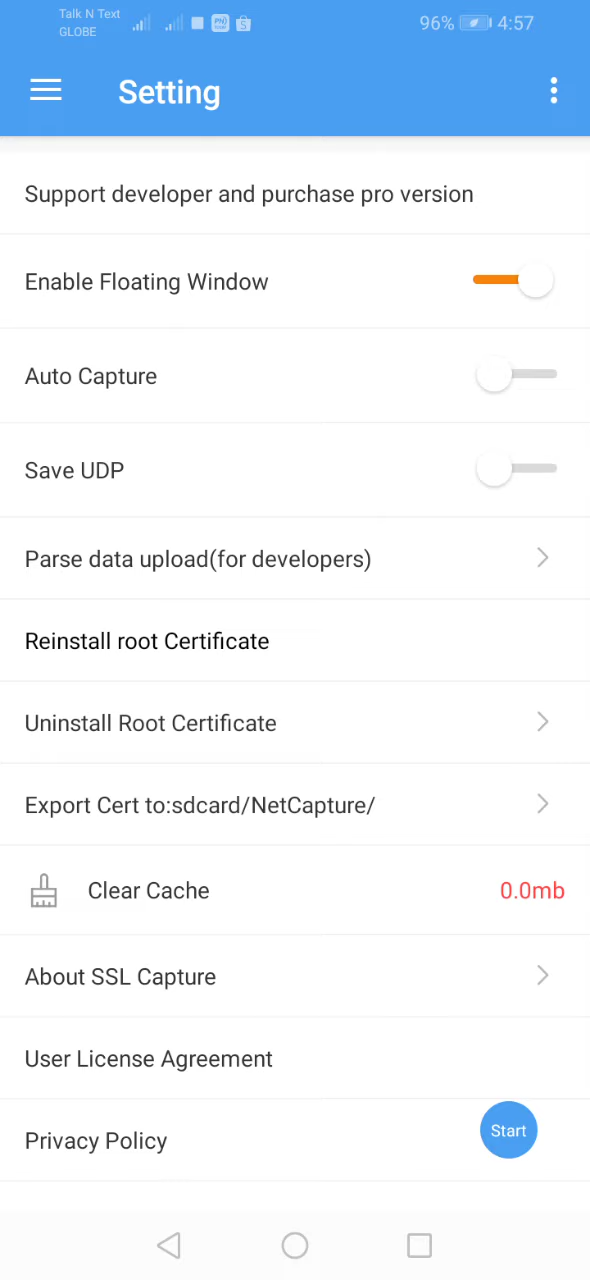 Talk N Text
GLOBE
96% 4:57
Setting
Support developer and purchase pro version
Enable Floating Window
Auto Capture
Save UDP
Parse data upload(for developers)
Reinstall root Certificate
Uninstall Root Certificate
Export Cert to:sdcard/NetCapture/
Clear Cache 0.0mb
About SSL Capture
User License Agreement
Privacy Policy
Start